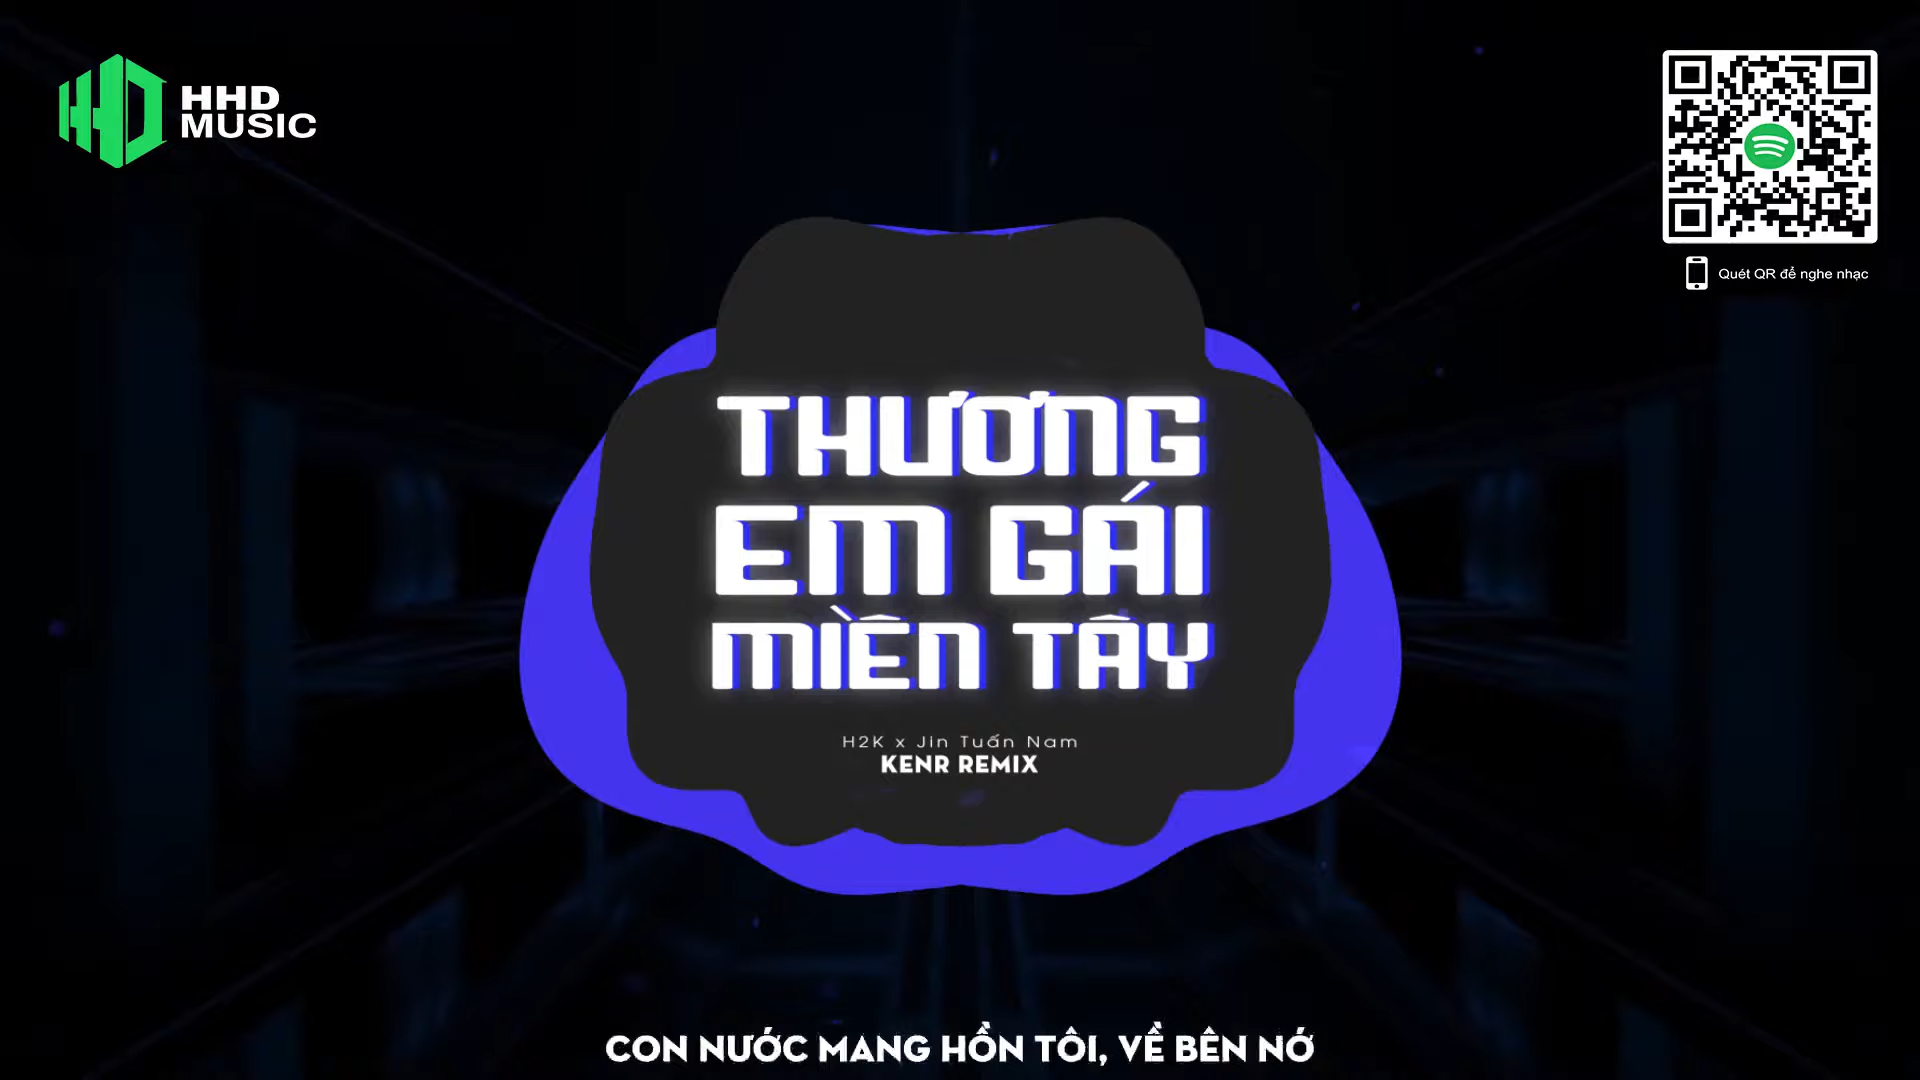 HHD
MUSIC
Quét QR để nghe nhạc
THƯƠNG
EM GÁI
MIỀN TÂY
H2K x Jin Tuấn Nam
KENR REMIX
CON NƯỚC MANG HỒN TÔI, VỀ BÊN NỚ